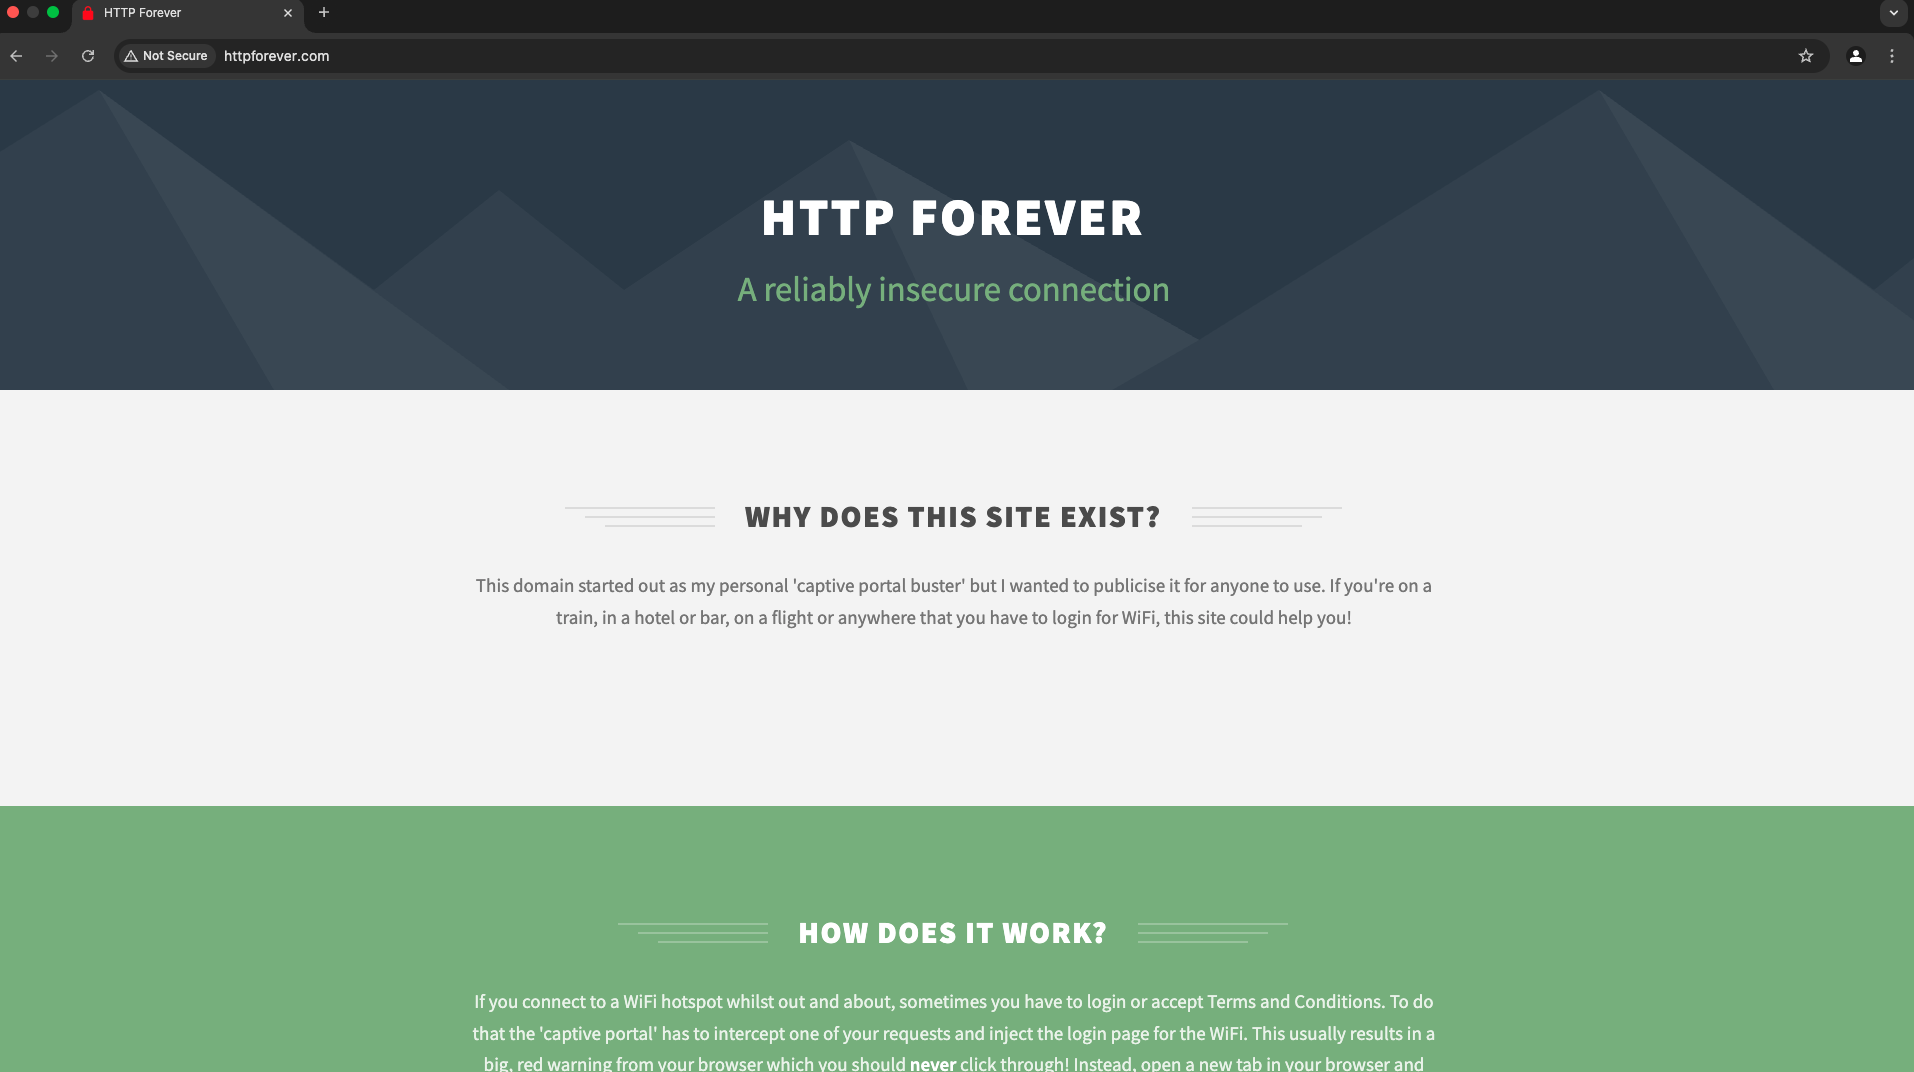 HTTP Forever
Not Secure
httpforever.com
HTTP FOREVER
A reliably insecure connection
WHY DOES THIS SITE EXIST?
This domain started out as my personal 'captive portal buster' but I wanted to publicise it for anyone to use. If you're on a
train, in a hotel or bar, on a flight or anywhere that you have to login for WiFi, this site could help you!
HOW DOES IT WORK?
If you connect to a WiFi hotspot whilst out and about, sometimes you have to login or accept Terms and Conditions. To do
that the 'captive portal' has to intercept one of your requests and inject the login page for the WiFi. This usually results in a
big, red warning from your browser which you should never click through! Instead, open a new tab in your browser and